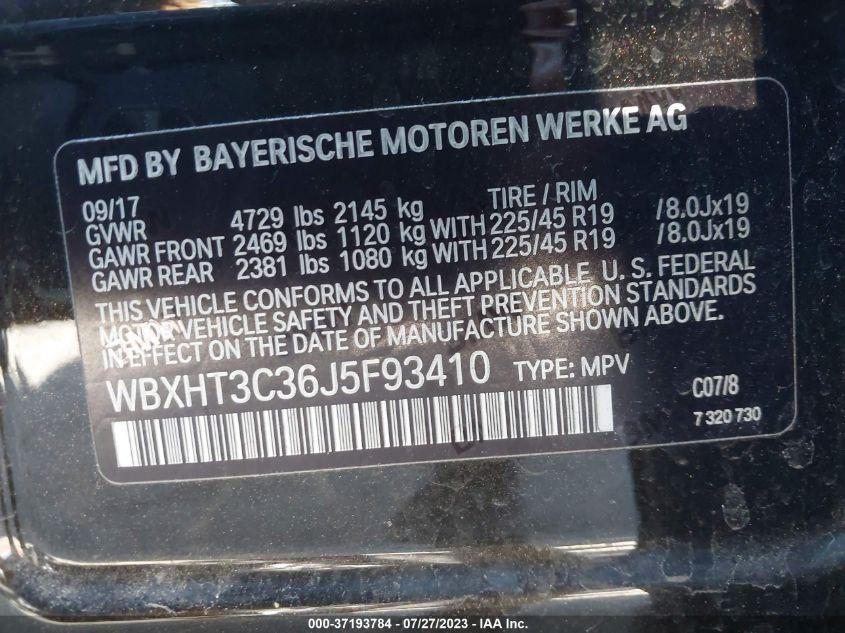 MFD BY BAYERISCHE MOTOREN WERKE AG
09/17 TIRE / RIM
GVWR 4729 lbs 2145 kg
GAWR FRONT 2469 lbs 1120 kg WITH 225/45 R19 /8.0Jx19
GAWR REAR 2381 lbs 1080 kg WITH 225/45 R19 /8.0Jx19
THIS VEHICLE CONFORMS TO ALL APPLICABLE U. S. FEDERAL
MOTOR VEHICLE SAFETY AND THEFT PREVENTION STANDARDS
IN EFFECT ON THE DATE OF MANUFACTURE SHOWN ABOVE.
WBXHT3C36J5F93410 TYPE: MPV
C07/8
7 320 730
000-37193784 - 07/27/2023 - © IAA, Inc.